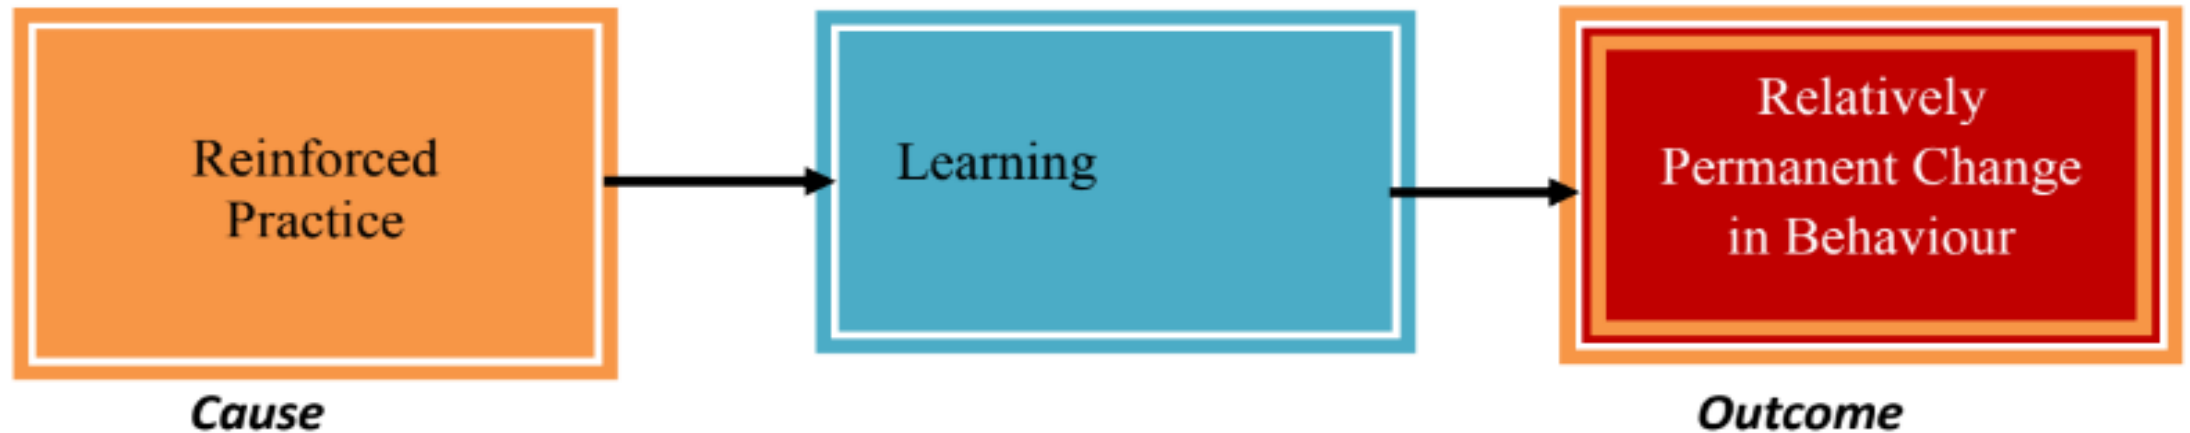 Reinforced
Practice
Learning
Relatively
Permanent Change
in Behaviour
Cause
Outcome